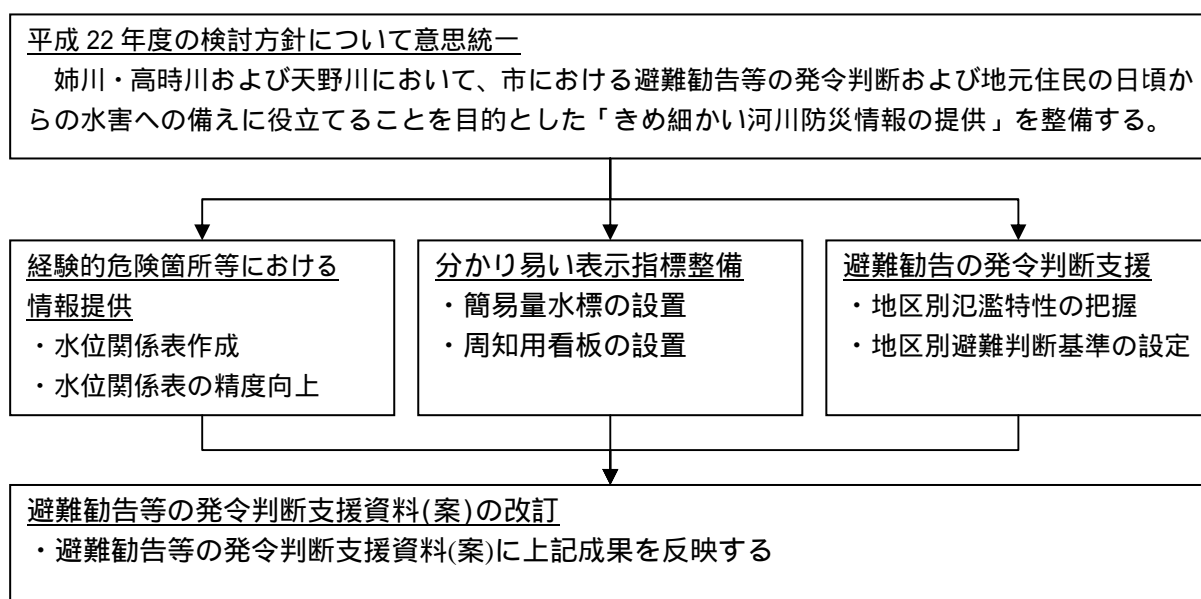 平成 22 年度の検討方針について意思統一
姉川・高時川および天野川において、市における避難勧告等の発令判断および地元住民の日頃か
らの水害への備えに役立てることを目的とした「きめ細かい河川防災情報の提供」を整備する。
経験的危険箇所等における
情報提供
・水位関係表作成
・水位関係表の精度向上
分かり易い表示指標整備
・簡易量水標の設置
・周知用看板の設置
避難勧告の発令判断支援
・地区別氾濫特性の把握
・地区別避難判断基準の設定
避難勧告等の発令判断支援資料(案)の改訂
・避難勧告等の発令判断支援資料(案)に上記成果を反映する